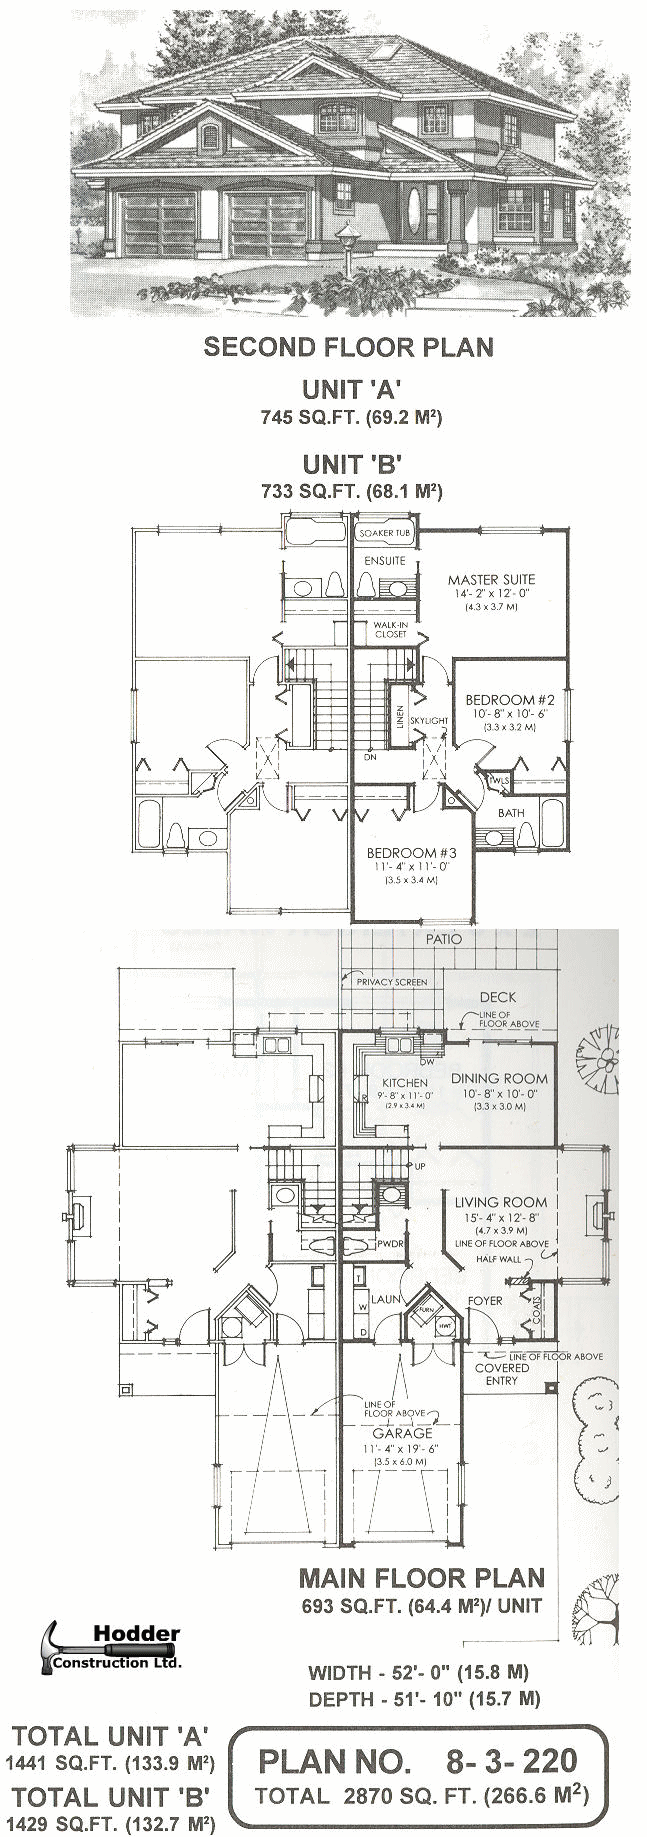 SECOND FLOOR PLAN
UNIT 'A'
745 SQ.FT. (69.2 M²)
UNIT 'B'
733 SQ.FT. (68.1 M²)
SOAKER TUB
ENSUITE
MASTER SUITE
14'- 2" x 12'- 0"
(4.3 x 3.7 M)
WALK-IN
CLOSET
BEDROOM #2
10'- 8" x 10'- 6"
(3.3 x 3.2 M)
LINEN
SKYLIGHT
DN
TWLS
BATH
BEDROOM #3
11'- 4" x 11'- 0"
(3.5 x 3.4 M)
PATIO
PRIVACY SCREEN
DECK
LINE OF
FLOOR ABOVE
DW
KITCHEN
9'- 8" x 11'- 0"
(2.9 x 3.4 M)
R
DINING ROOM
10'- 8" x 10'- 0"
(3.3 x 3.0 M)
UP
LIVING ROOM
15'- 4" x 12'- 8"
(4.7 x 3.9 M)
LINE OF FLOOR ABOVE
PWDR
HALF WALL
T
W
D
LAUN
FURN
HWT
FOYER
COATS
LINE OF FLOOR ABOVE
COVERED
ENTRY
LINE OF
FLOOR ABOVE
GARAGE
11'- 4" x 19'- 6"
(3.5 x 6.0 M)
MAIN FLOOR PLAN
693 SQ.FT. (64.4 M²)/ UNIT
Hodder
Construction Ltd.
WIDTH - 52'- 0" (15.8 M)
DEPTH - 51'- 10" (15.7 M)
TOTAL UNIT 'A'
1441 SQ.FT. (133.9 M²)
TOTAL UNIT 'B'
1429 SQ.FT. (132.7 M²)
PLAN NO. 8-3-220
TOTAL 2870 SQ. FT. (266.6 M²)